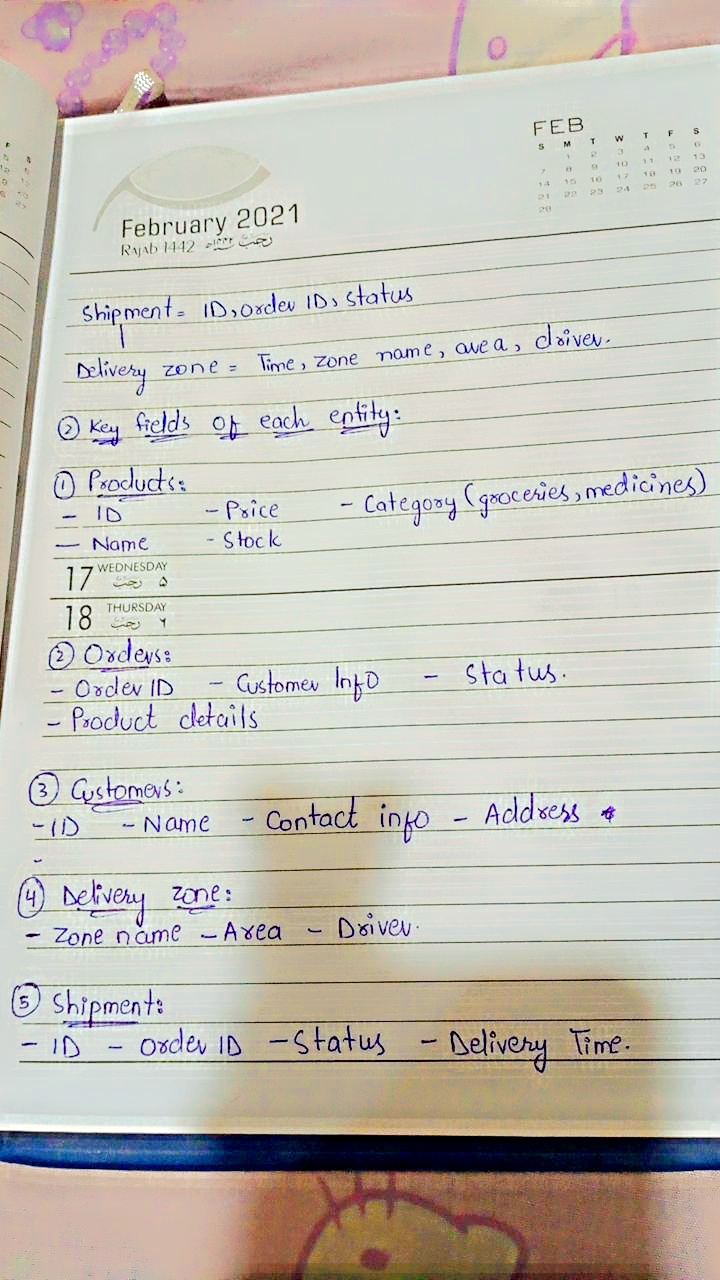 FEB
S M T W T F S
1 2 3 4 5 6
7 8 9 10 11 12 13
14 15 16 17 18 19 20
21 22 23 24 25 26 27
28
February 2021
Rajab 1442 رجب ١٤٤٢هـ
Shipment = ID, order ID, status
Delivery zone = Time, zone name, area, driver.
② Key fields of each entity:
① Products:
- ID - Price - Category (groceries, medicines)
- Name - Stock
17 WEDNESDAY
رجب ۵
18 THURSDAY
رجب ۶
② Orders:
- Order ID - Customer Info - Status.
- Product details
③ Customers:
- ID - Name - Contact info - Address
-
④ Delivery zone:
- Zone name - Area - Driver.
⑤ Shipment:
- ID - Order ID - Status - Delivery Time.